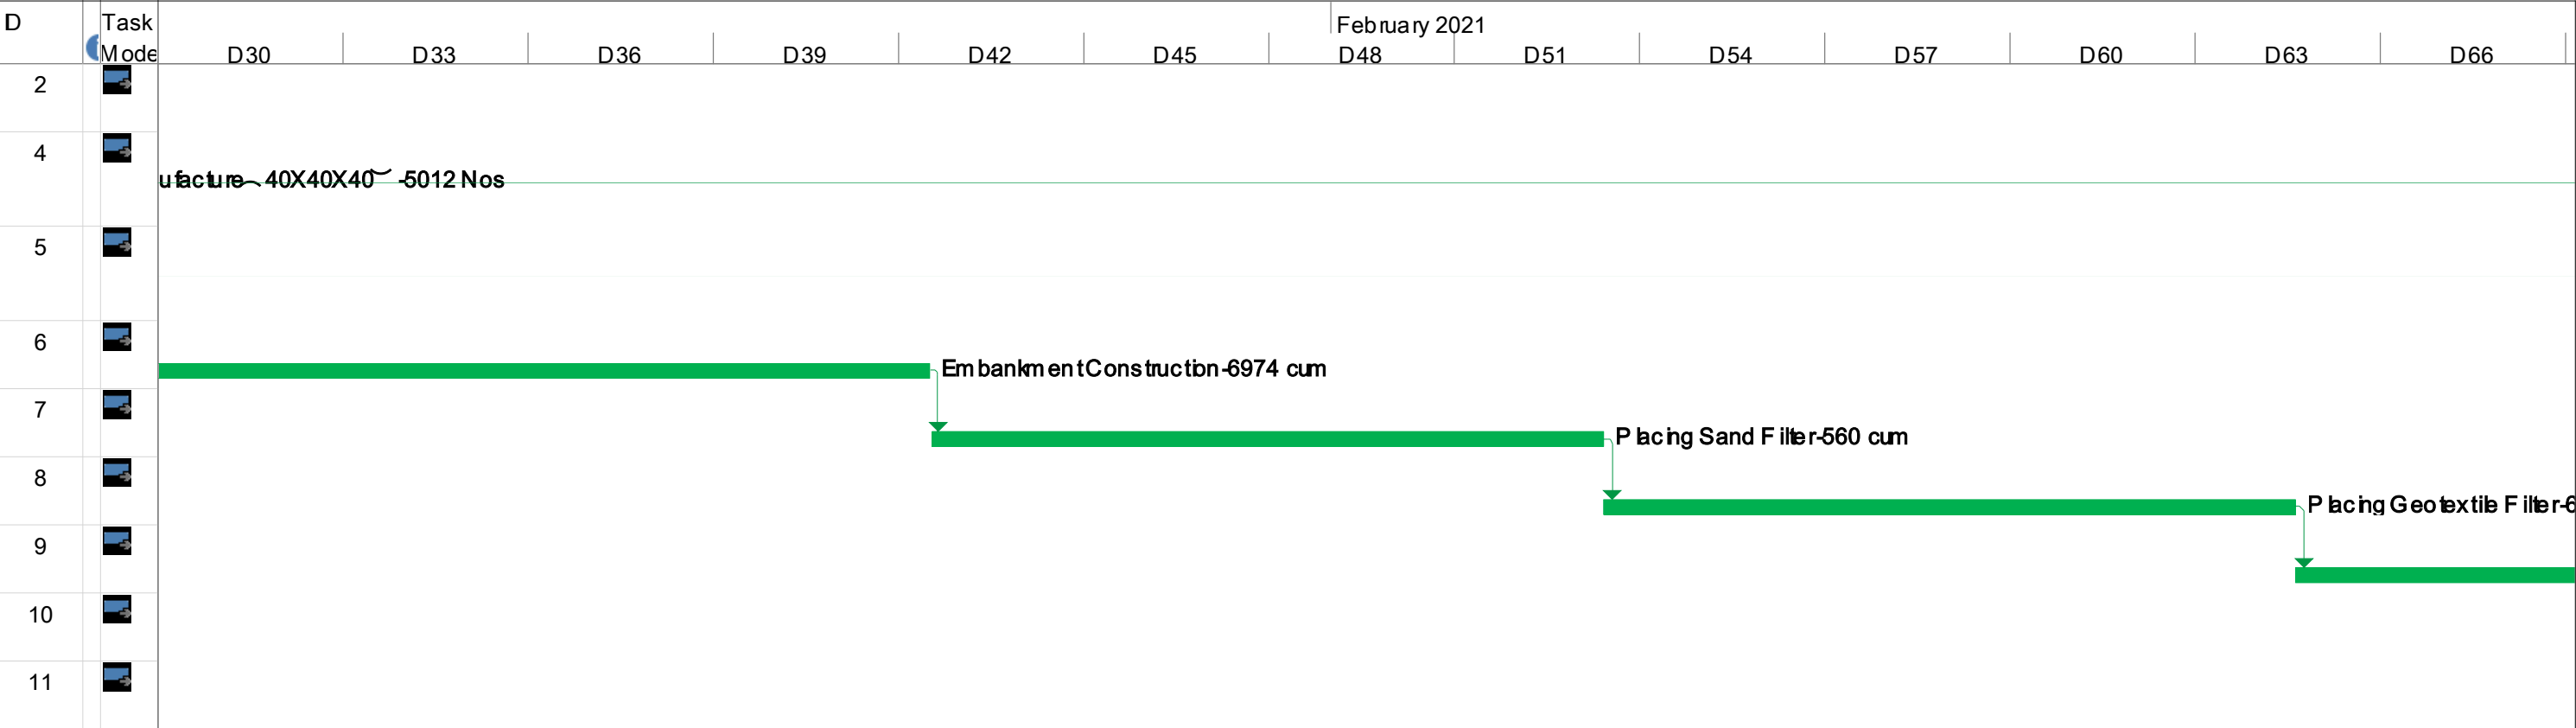 D Task Mode
February 2021
D30 D33 D36 D39 D42 D45 D48 D51 D54 D57 D60 D63 D66
2
4
ufacture 40X40X40 -5012 Nos
5
6
Embankment Construction-6974 cum
7
Placing Sand Filter-560 cum
8
Placing Geotextile Filter-6
9
10
11